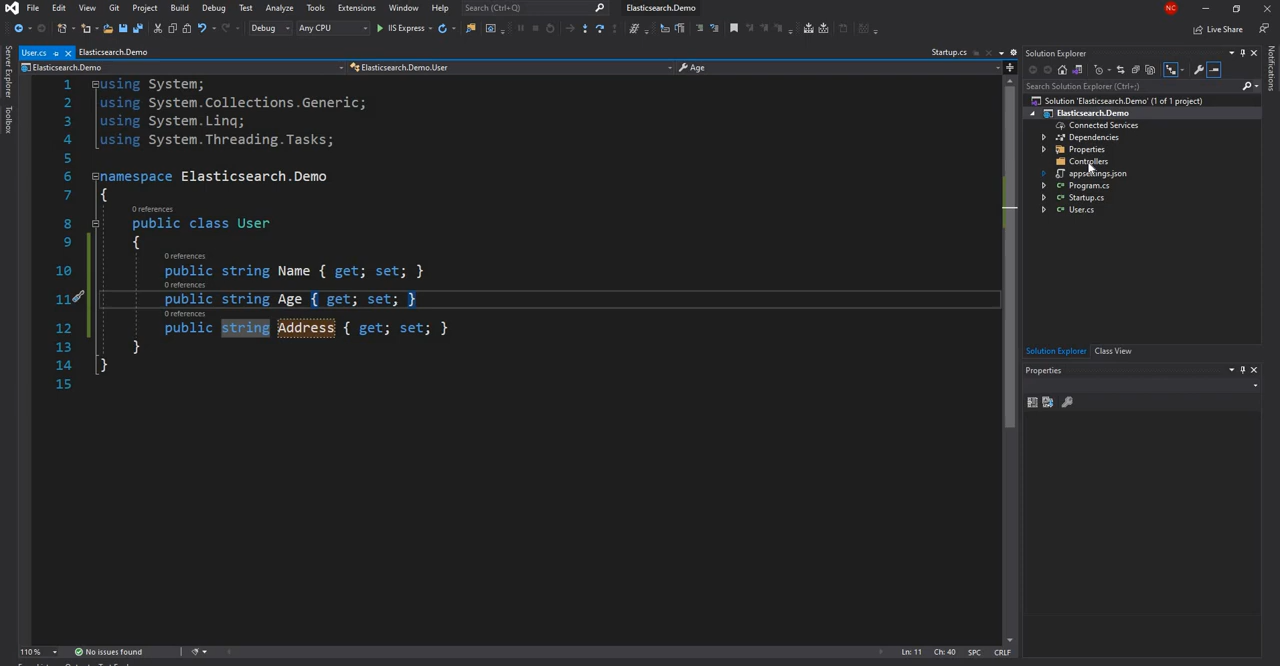 File Edit View Git Project Build Debug Test Analyze Tools Extensions Window Help Search (Ctrl+Q) Elasticsearch.Demo NC
Debug Any CPU IIS Express Live Share
Server Explorer
Toolbox
User.cs Elasticsearch.Demo Startup.cs
Elasticsearch.Demo Elasticsearch.Demo.User Age
1 using System;
2 using System.Collections.Generic;
3 using System.Linq;
4 using System.Threading.Tasks;
5
6 namespace Elasticsearch.Demo
7 {
0 references
8 public class User
9 {
0 references
10 public string Name { get; set; }
0 references
11 public string Age { get; set; }
0 references
12 public string Address { get; set; }
13 }
14 }
15
Solution Explorer
Search Solution Explorer (Ctrl+;)
Solution 'Elasticsearch.Demo' (1 of 1 project)
Elasticsearch.Demo
Connected Services
Dependencies
Properties
Controllers
appsettings.json
Program.cs
Startup.cs
User.cs
Solution Explorer Class View
Properties
Notifications
110 % No issues found Ln: 11 Ch: 40 SPC CRLF